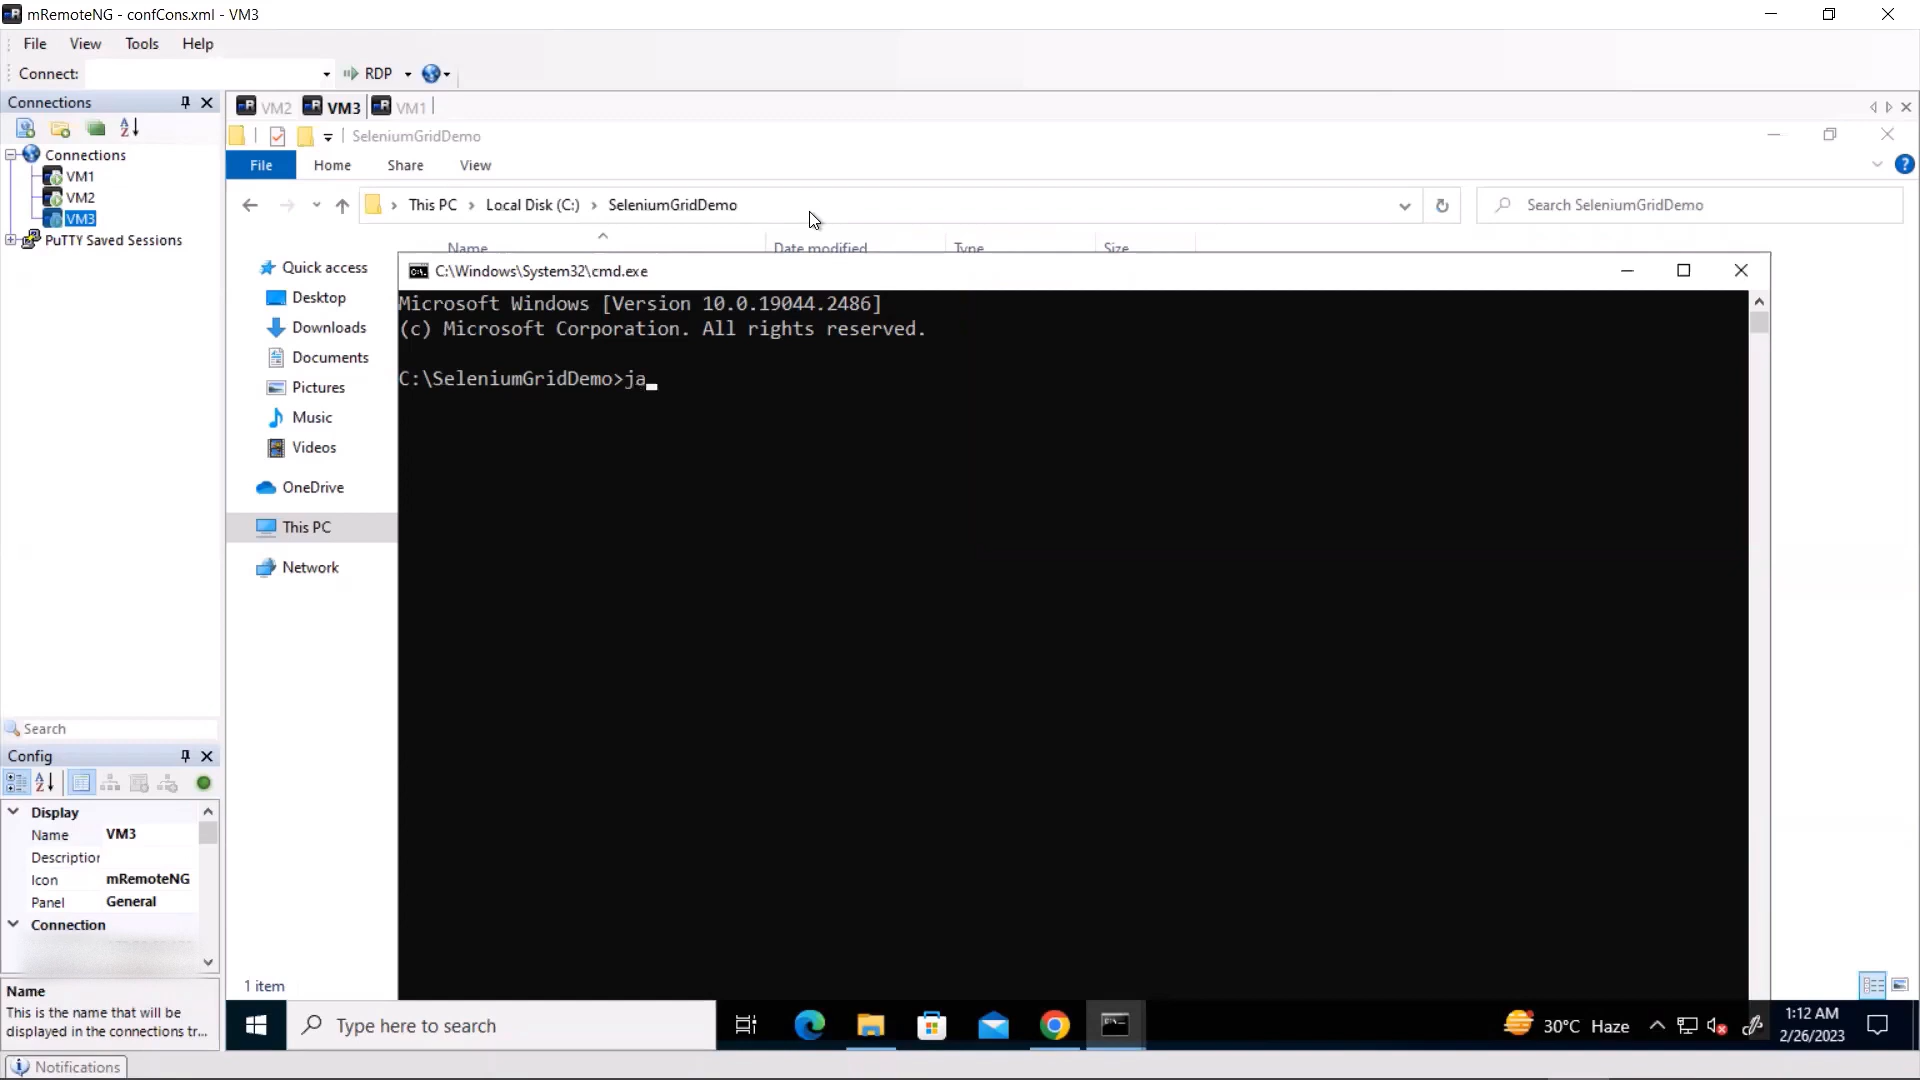 mRemoteNG - confCons.xml - VM3
File View Tools Help
Connect: RDP
Connections
VM2 VM3 VM1
SeleniumGridDemo
Connections
VM1
VM2
VM3
PuTTY Saved Sessions
File Home Share View
This PC > Local Disk (C:) > SeleniumGridDemo
Search SeleniumGridDemo
Name Date modified Type Size
Quick access
Desktop
Downloads
Documents
Pictures
Music
Videos
OneDrive
This PC
Network
C:\Windows\System32\cmd.exe
Microsoft Windows [Version 10.0.19044.2486]
(c) Microsoft Corporation. All rights reserved.
C:\SeleniumGridDemo>ja
Search
Config
Display
Name VM3
Description
Icon mRemoteNG
Panel General
Connection
Name
This is the name that will be
displayed in the connections tr...
1 item
Type here to search
30°C Haze
1:12 AM
2/26/2023
Notifications